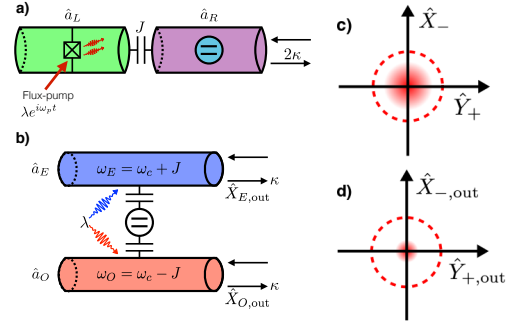 a)
â_L
J
â_R
2κ
Flux-pump
λe^{iω_p t}
b)
â_E
ω_E = ω_c + J
κ
X̂_{E,out}
λ
â_O
ω_O = ω_c − J
κ
X̂_{O,out}
c)
X̂_−
Ŷ_+
d)
X̂_{−,out}
Ŷ_{+,out}